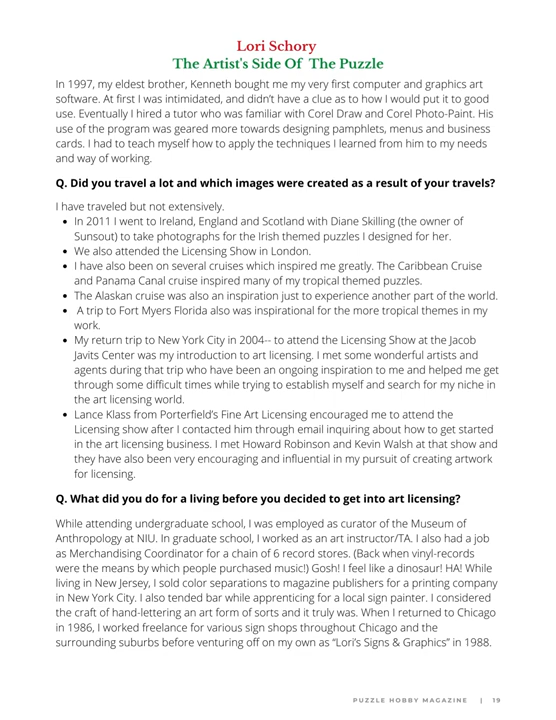 Lori Schory
The Artist's Side Of The Puzzle
In 1997, my eldest brother, Kenneth bought me my very first computer and graphics art
software. At first I was intimidated, and didn't have a clue as to how I would put it to good
use. Eventually I hired a tutor who was familiar with Corel Draw and Corel Photo-Paint. His
use of the program was geared more towards designing pamphlets, menus and business
cards. I had to teach myself how to apply the techniques I learned from him to my needs
and way of working.
Q. Did you travel a lot and which images were created as a result of your travels?
I have traveled but not extensively.
• In 2011 I went to Ireland, England and Scotland with Diane Skilling (the owner of
Sunsout) to take photographs for the Irish themed puzzles I designed for her.
• We also attended the Licensing Show in London.
• I have also been on several cruises which inspired me greatly. The Caribbean Cruise
and Panama Canal cruise inspired many of my tropical themed puzzles.
• The Alaskan cruise was also an inspiration just to experience another part of the world.
• A trip to Fort Myers Florida also was inspirational for the more tropical themes in my
work.
• My return trip to New York City in 2004-- to attend the Licensing Show at the Jacob
Javits Center was my introduction to art licensing. I met some wonderful artists and
agents during that trip who have been an ongoing inspiration to me and helped me get
through some difficult times while trying to establish myself and search for my niche in
the art licensing world.
• Lance Klass from Porterfield's Fine Art Licensing encouraged me to attend the
Licensing show after I contacted him through email inquiring about how to get started
in the art licensing business. I met Howard Robinson and Kevin Walsh at that show and
they have also been very encouraging and influential in my pursuit of creating artwork
for licensing.
Q. What did you do for a living before you decided to get into art licensing?
While attending undergraduate school, I was employed as curator of the Museum of
Anthropology at NIU. In graduate school, I worked as an art instructor/TA. I also had a job
as Merchandising Coordinator for a chain of 6 record stores. (Back when vinyl-records
were the means by which people purchased music!) Gosh! I feel like a dinosaur! HA! While
living in New Jersey, I sold color separations to magazine publishers for a printing company
in New York City. I also tended bar while apprenticing for a local sign painter. I considered
the craft of hand-lettering an art form of sorts and it truly was. When I returned to Chicago
in 1986, I worked freelance for various sign shops throughout Chicago and the
surrounding suburbs before venturing off on my own as "Lori's Signs & Graphics" in 1988.
PUZZLE HOBBY MAGAZINE | 19